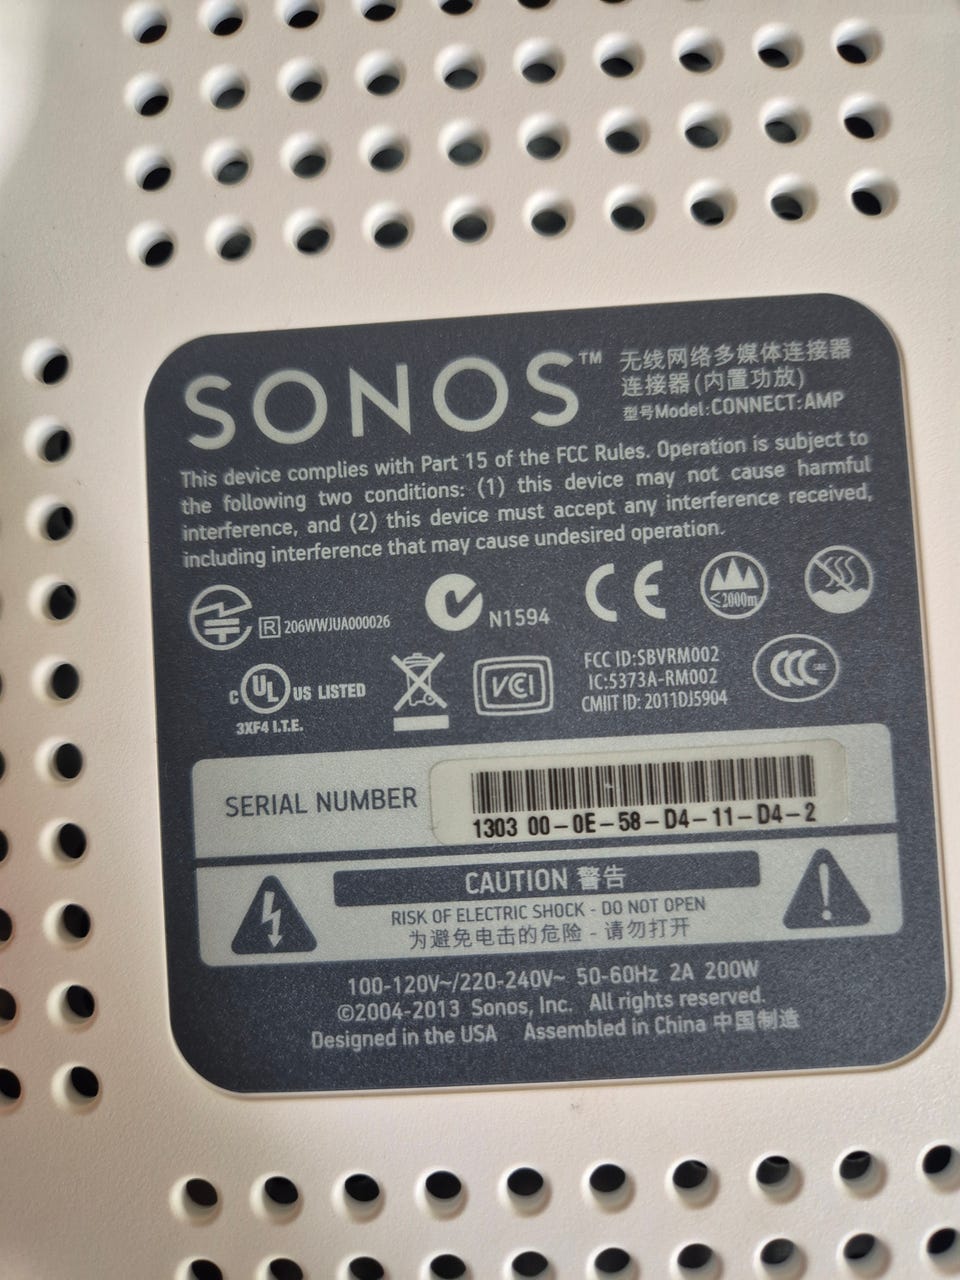 SONOS™
无线网络多媒体连接器
连接器(内置功放)
型号Model:CONNECT:AMP
This device complies with Part 15 of the FCC Rules. Operation is subject to
the following two conditions: (1) this device may not cause harmful
interference, and (2) this device must accept any interference received,
including interference that may cause undesired operation.
R 206WWJUA000026
N1594
CE
≤2000m
C UL US LISTED
3XF4 I.T.E.
VCI
FCC ID:SBVRM002
IC:5373A-RM002
CMIIT ID: 2011DJ5904
CCC
SERIAL NUMBER
1303 00-0E-58-D4-11-D4-2
CAUTION 警告
RISK OF ELECTRIC SHOCK - DO NOT OPEN
为避免电击的危险 - 请勿打开
100-120V~/220-240V~ 50-60Hz 2A 200W
©2004-2013 Sonos, Inc. All rights reserved.
Designed in the USA Assembled in China 中国制造